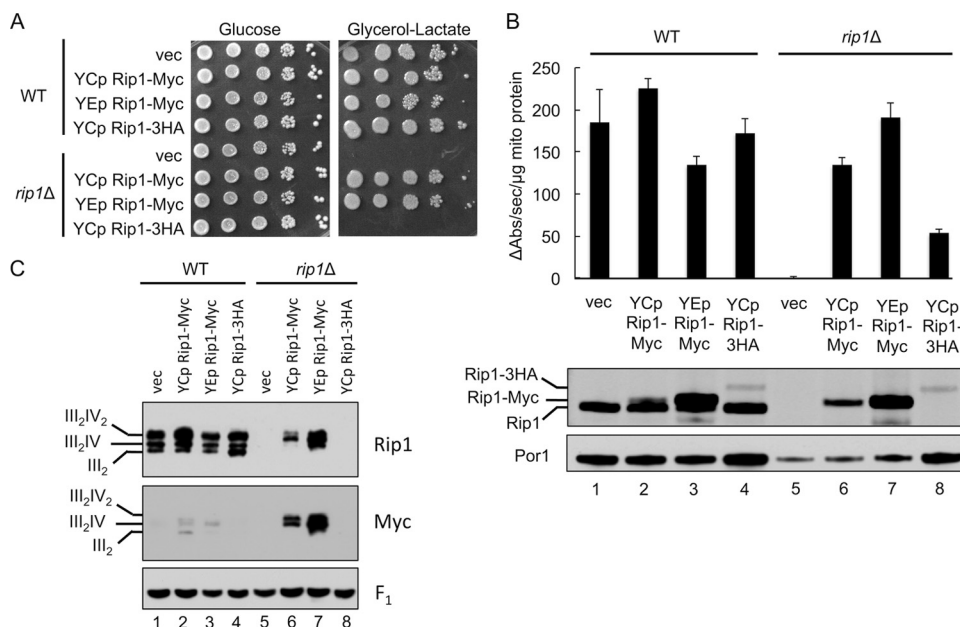 A
Glucose Glycerol-Lactate
WT
vec
YCp Rip1-Myc
YEp Rip1-Myc
YCp Rip1-3HA
rip1Δ
vec
YCp Rip1-Myc
YEp Rip1-Myc
YCp Rip1-3HA
B
WT rip1Δ
ΔAbs/sec/µg mito protein
250
200
150
100
50
0
vec YCp Rip1-Myc YEp Rip1-Myc YCp Rip1-3HA vec YCp Rip1-Myc YEp Rip1-Myc YCp Rip1-3HA
Rip1-3HA
Rip1-Myc
Rip1
Por1
1 2 3 4 5 6 7 8
C
WT rip1Δ
vec YCp Rip1-Myc YEp Rip1-Myc YCp Rip1-3HA vec YCp Rip1-Myc YEp Rip1-Myc YCp Rip1-3HA
III₂IV₂
III₂IV
III₂
Rip1
III₂IV₂
III₂IV
III₂
Myc
F₁
1 2 3 4 5 6 7 8